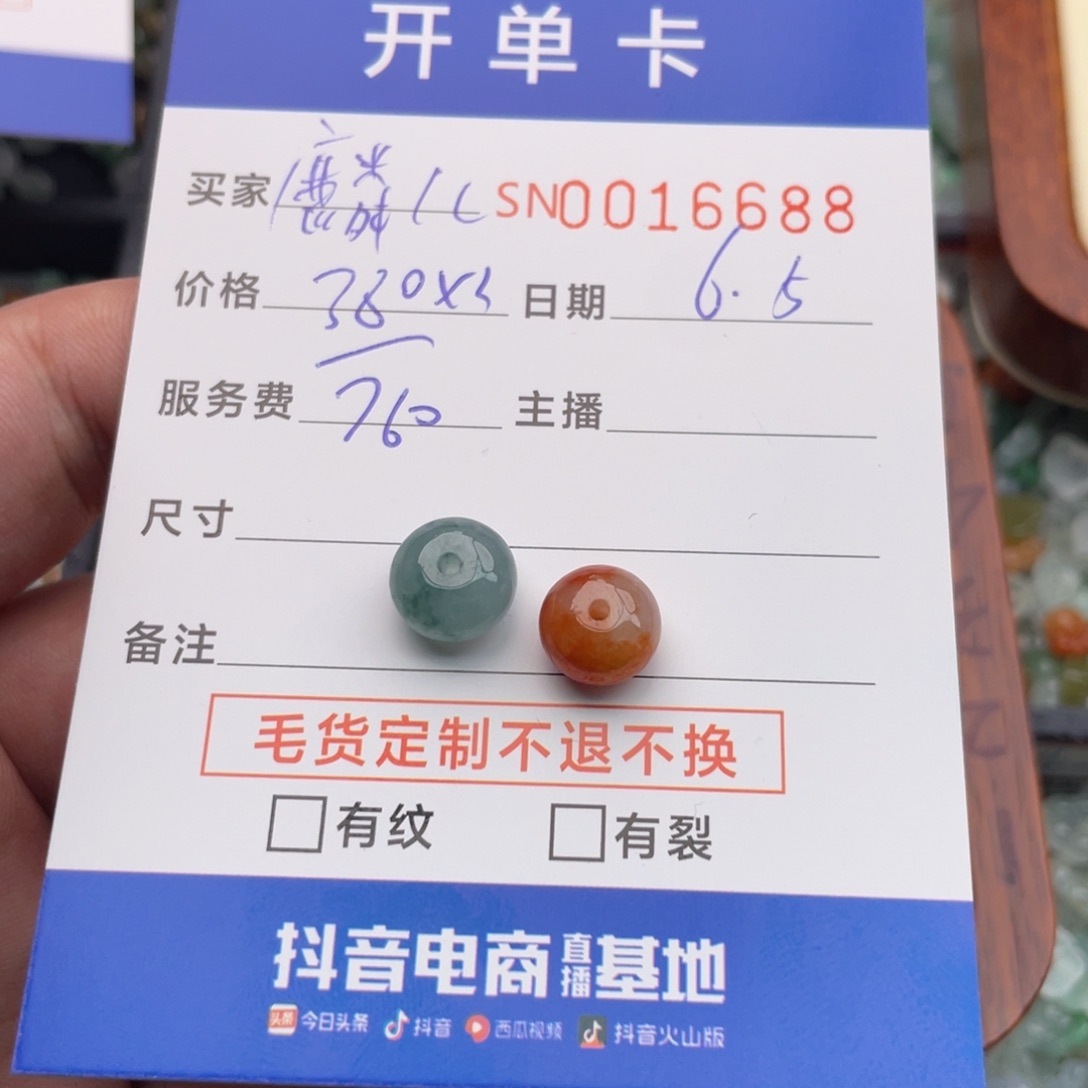 开单卡
买家 SN0016688
价格 380X2 日期 6.5
服务费 760 主播
尺寸
备注
毛货定制不退不换
有纹 有裂
抖音电商直播基地
头条 今日头条 抖音 西瓜视频 抖音火山版